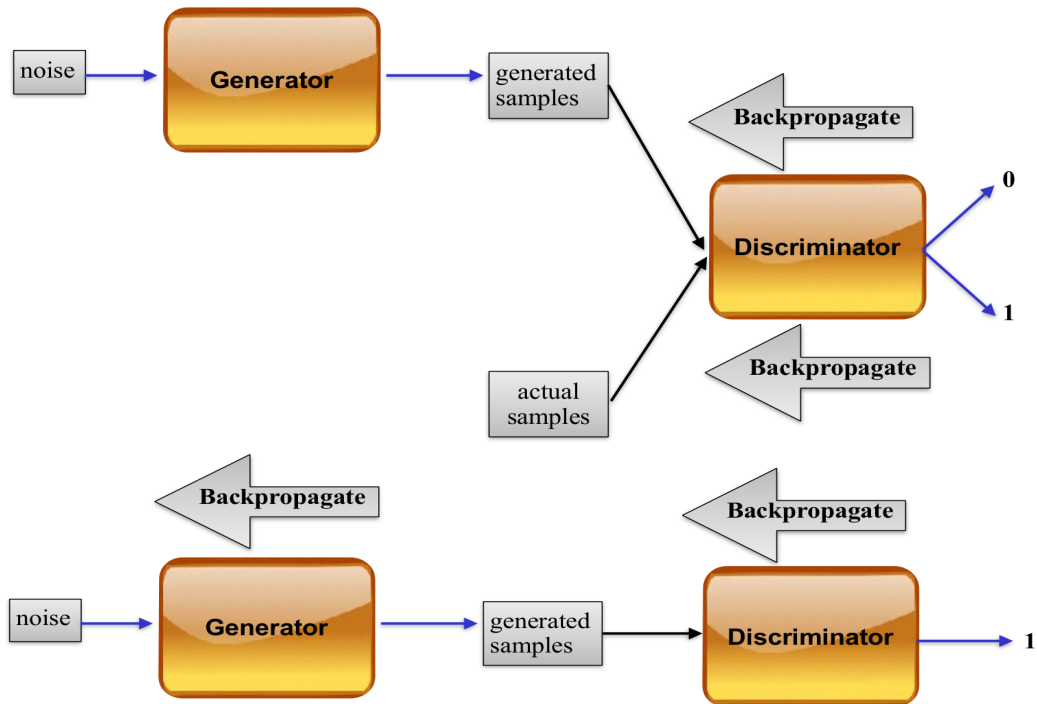 noise
Generator
generated
samples
Backpropagate
Discriminator
0
1
Backpropagate
actual
samples
Backpropagate
Backpropagate
noise
Generator
generated
samples
Discriminator
1